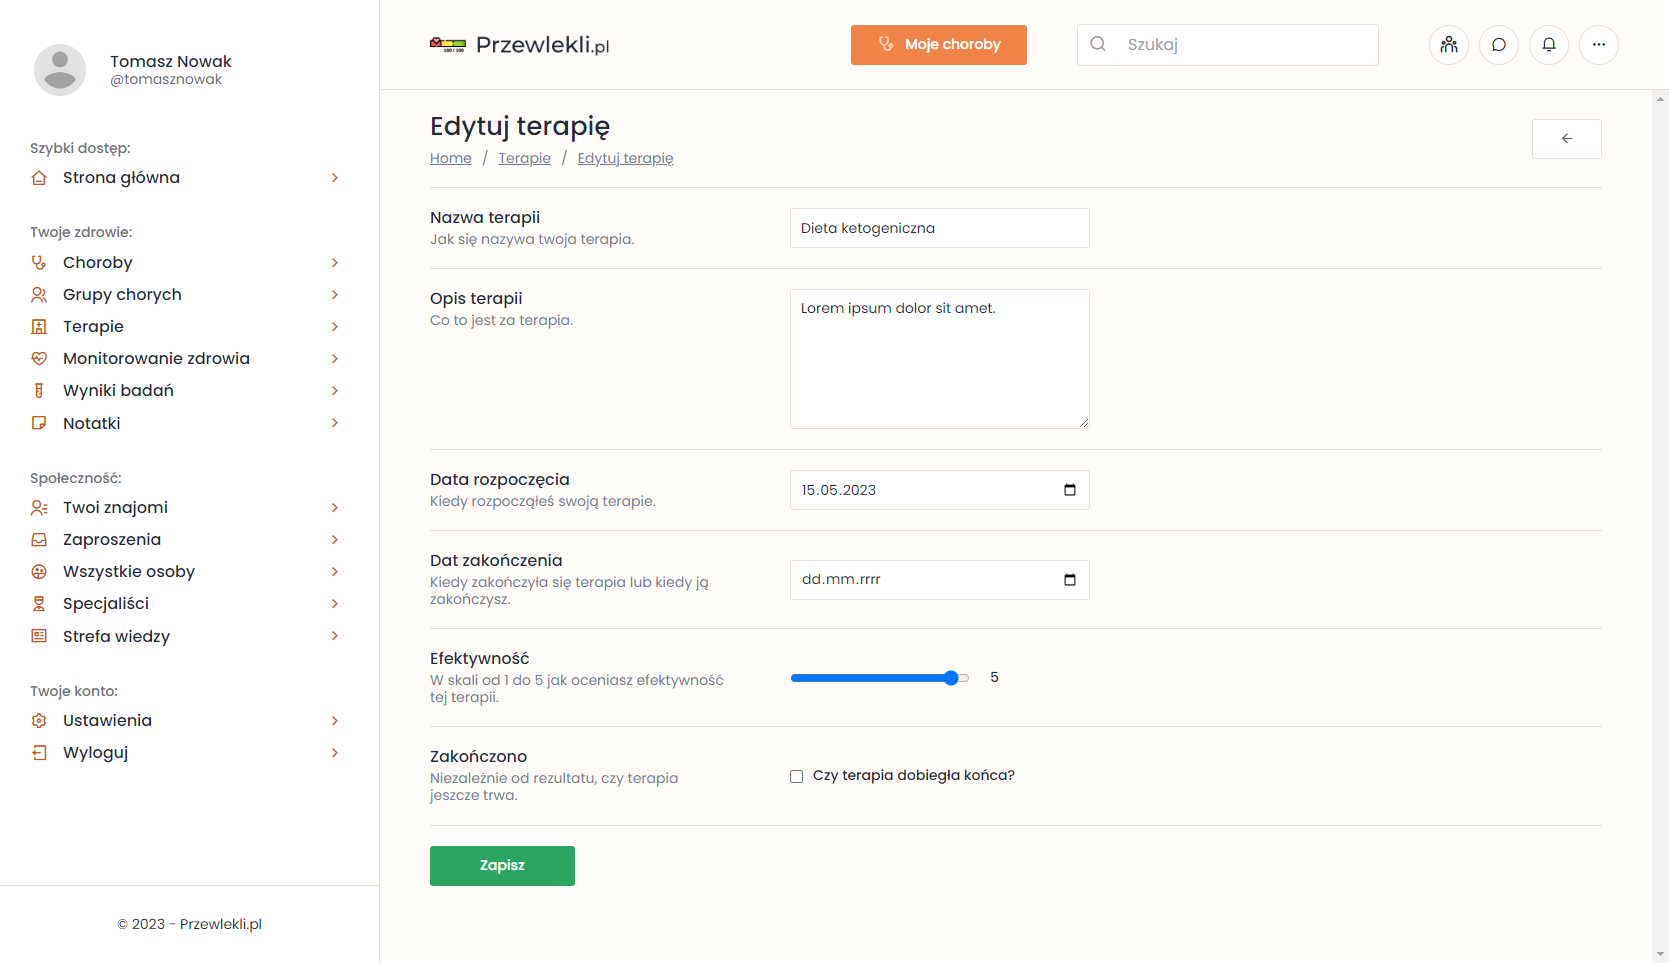 Tomasz Nowak
@tomasznowak
Szybki dostęp:
Strona główna
Twoje zdrowie:
Choroby
Grupy chorych
Terapie
Monitorowanie zdrowia
Wyniki badań
Notatki
Społeczność:
Twoi znajomi
Zaproszenia
Wszystkie osoby
Specjaliści
Strefa wiedzy
Twoje konto:
Ustawienia
Wyloguj
© 2023 - Przewlekli.pl
100 / 100
Przewlekli.pl
Moje choroby
Szukaj
Edytuj terapię
Home / Terapie / Edytuj terapię
Nazwa terapii
Jak się nazywa twoja terapia.
Dieta ketogeniczna
Opis terapii
Co to jest za terapia.
Lorem ipsum dolor sit amet.
Data rozpoczęcia
Kiedy rozpocząłeś swoją terapie.
15.05.2023
Dat zakończenia
Kiedy zakończyła się terapia lub kiedy ją
zakończysz.
dd.mm.rrrr
Efektywność
W skali od 1 do 5 jak oceniasz efektywność
tej terapii.
5
Zakończono
Niezależnie od rezultatu, czy terapia
jeszcze trwa.
Czy terapia dobiegła końca?
Zapisz